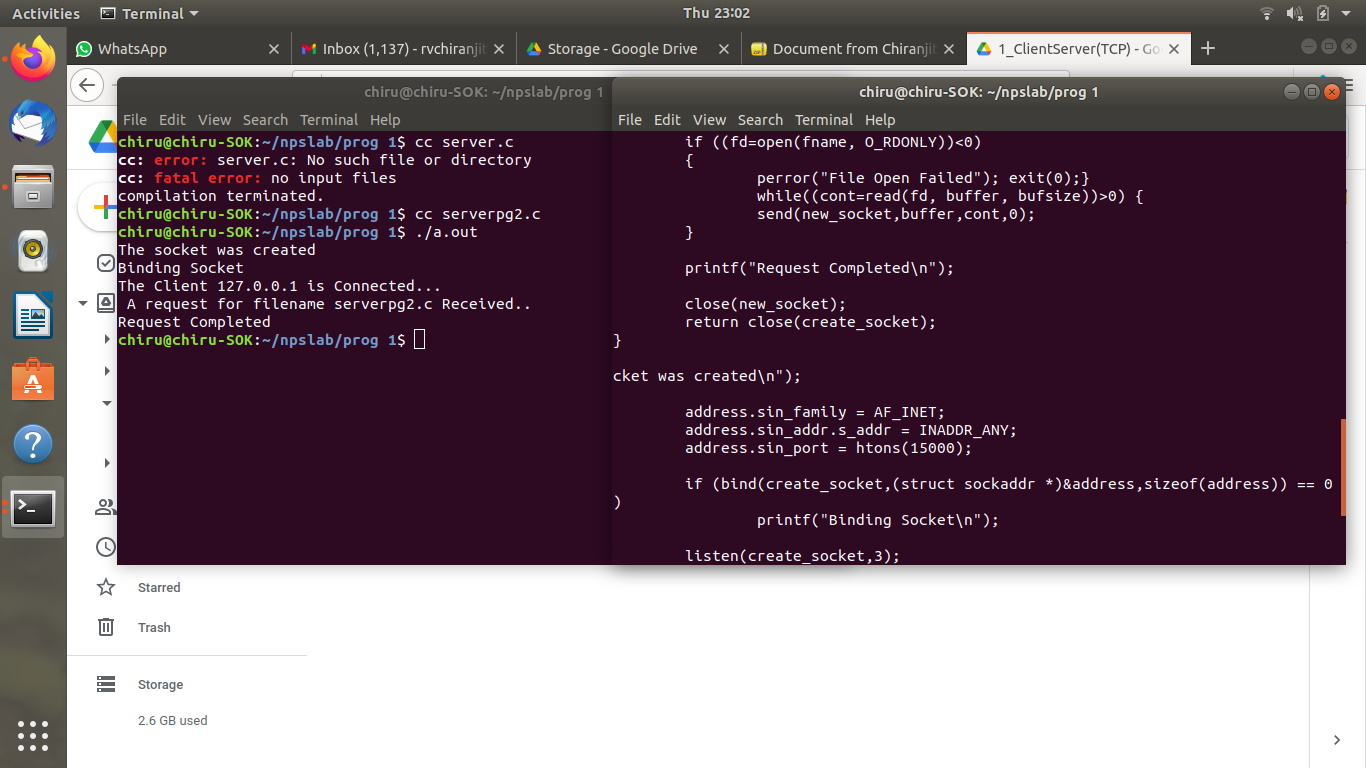 Activities
Terminal
Thu 23:02
WhatsApp
Inbox (1,137) - rvchiranjit
Storage - Google Drive
Document from Chiranjit
1_ClientServer(TCP) - Go
chiru@chiru-SOK: ~/npslab/prog 1
File Edit View Search Terminal Help
chiru@chiru-SOK:~/npslab/prog 1$ cc server.c
cc: error: server.c: No such file or directory
cc: fatal error: no input files
compilation terminated.
chiru@chiru-SOK:~/npslab/prog 1$ cc serverpg2.c
chiru@chiru-SOK:~/npslab/prog 1$ ./a.out
The socket was created
Binding Socket
The Client 127.0.0.1 is Connected...
 A request for filename serverpg2.c Received..
Request Completed
chiru@chiru-SOK:~/npslab/prog 1$
chiru@chiru-SOK: ~/npslab/prog 1
File Edit View Search Terminal Help
if ((fd=open(fname, O_RDONLY))<0)
{
perror("File Open Failed"); exit(0);}
while((cont=read(fd, buffer, bufsize))>0) {
send(new_socket,buffer,cont,0);
}
printf("Request Completed\n");
close(new_socket);
return close(create_socket);
}
cket was created\n");
address.sin_family = AF_INET;
address.sin_addr.s_addr = INADDR_ANY;
address.sin_port = htons(15000);
if (bind(create_socket,(struct sockaddr *)&address,sizeof(address)) == 0
)
printf("Binding Socket\n");
listen(create_socket,3);
Starred
Trash
Storage
2.6 GB used